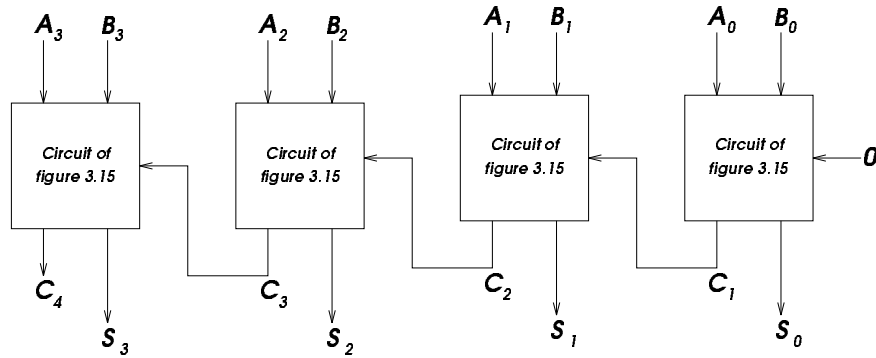 A3 B3 A2 B2 A1 B1 A0 B0
Circuit of
figure 3.15
Circuit of
figure 3.15
Circuit of
figure 3.15
Circuit of
figure 3.15
0
C4 C3 C2 C1
S3 S2 S1 S0